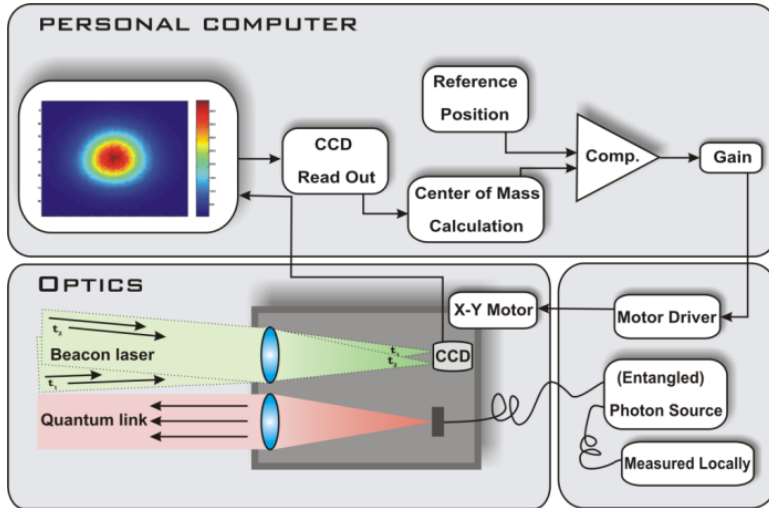 PERSONAL COMPUTER
Reference
Position
CCD
Read Out
Comp.
Gain
Center of Mass
Calculation
OPTICS
X-Y Motor
Motor Driver
t₂
Beacon laser
t₁
t₁
t₂
CCD
(Entangled)
Photon Source
Quantum link
Measured Locally